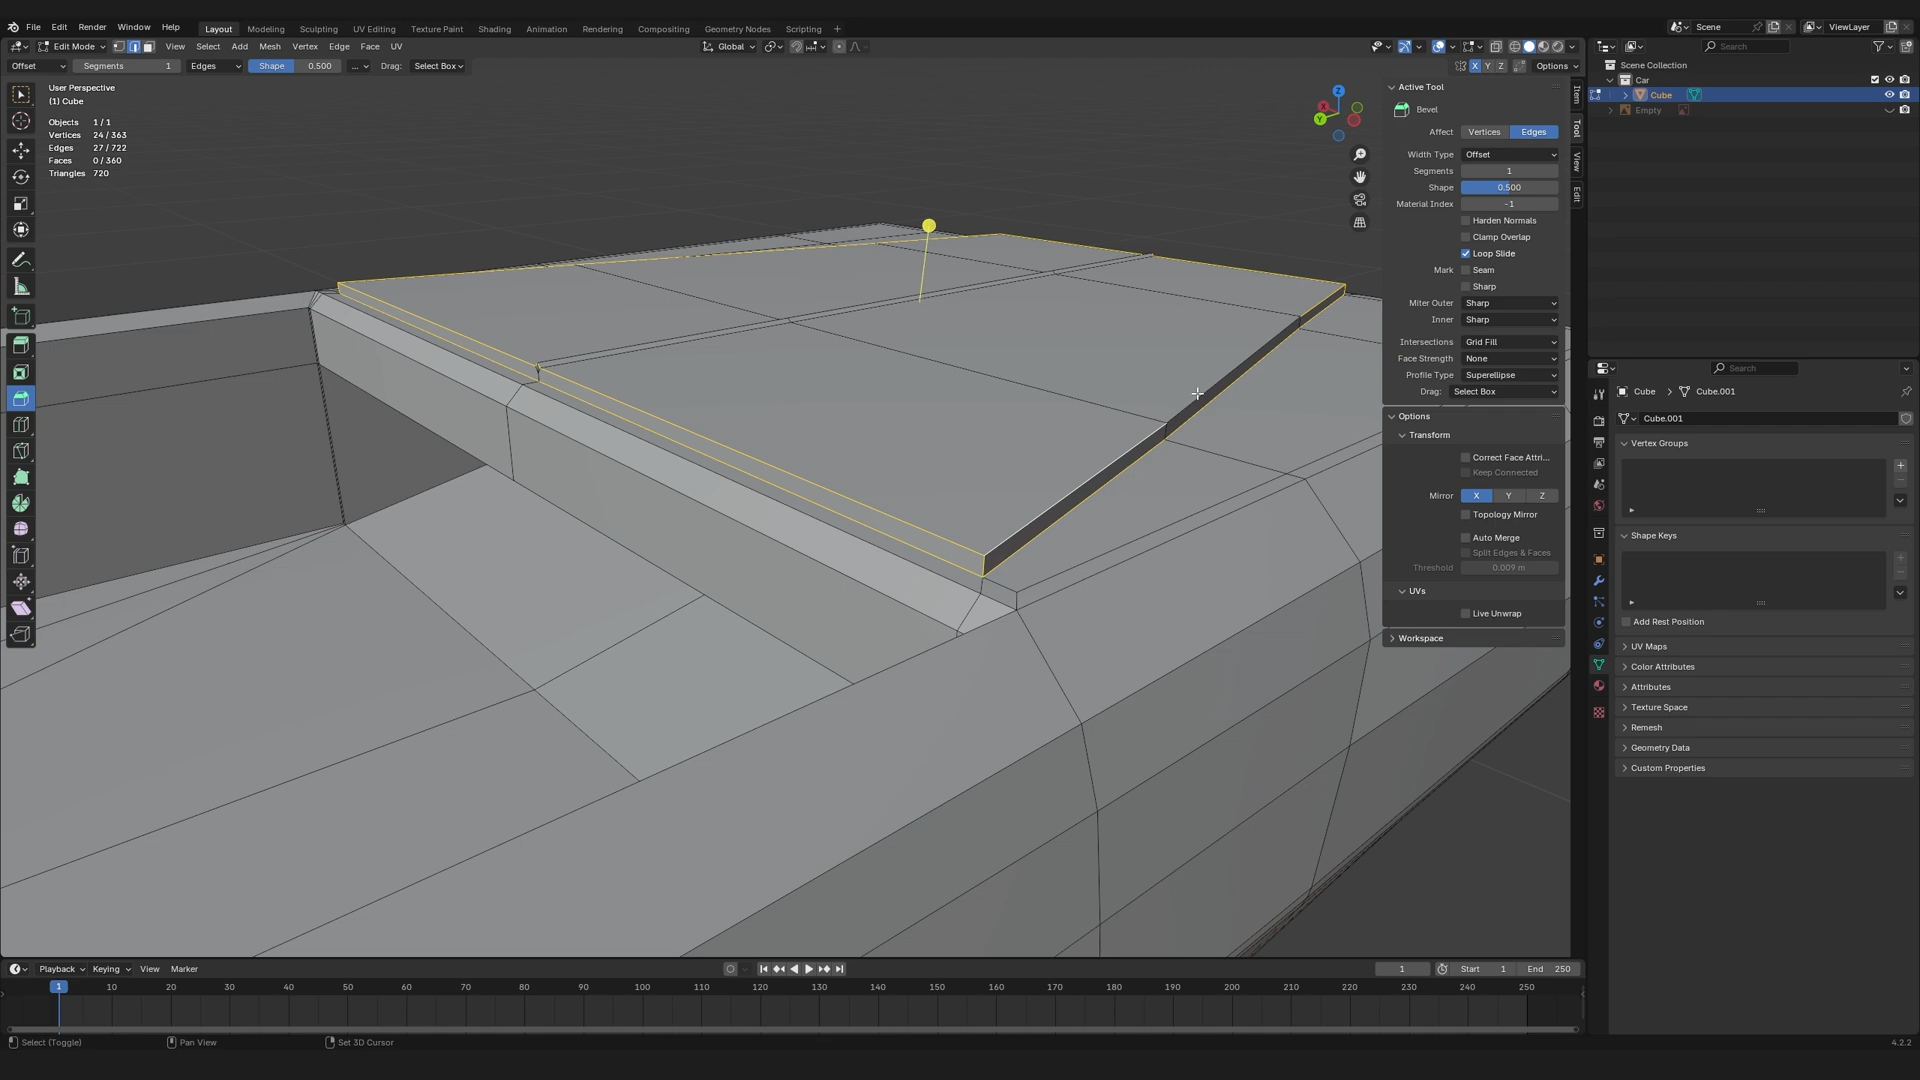 File Edit Render Window Help Layout Modeling Sculpting UV Editing Texture Paint Shading Animation Rendering Compositing Geometry Nodes Scripting + Scene ViewLayer
Edit Mode View Select Add Mesh Vertex Edge Face UV Global Search
Offset Segments 1 Edges Shape 0.500 ... Drag: Select Box X Y Z Options
User Perspective
(1) Cube
Objects 1 / 1
Vertices 24 / 363
Edges 27 / 722
Faces 0 / 360
Triangles 720
Z
X
Y
Active Tool
Bevel
Affect Vertices Edges
Width Type Offset
Segments 1
Shape 0.500
Material Index -1
Harden Normals
Clamp Overlap
Loop Slide
Mark Seam
Sharp
Miter Outer Sharp
Inner Sharp
Intersections Grid Fill
Face Strength None
Profile Type Superellipse
Drag: Select Box
Options
Transform
Correct Face Attri...
Keep Connected
Mirror X Y Z
Topology Mirror
Auto Merge
Split Edges & Faces
Threshold 0.009 m
UVs
Live Unwrap
Workspace
Item
Tool
View
Edit
Scene Collection
Car
Cube
Empty
Search
Cube Cube.001
Cube.001
Vertex Groups
Shape Keys
Add Rest Position
UV Maps
Color Attributes
Attributes
Texture Space
Remesh
Geometry Data
Custom Properties
Playback Keying View Marker 1 Start 1 End 250
1 10 20 30 40 50 60 70 80 90 100 110 120 130 140 150 160 170 180 190 200 210 220 230 240 250
Select (Toggle) Pan View Set 3D Cursor 4.2.2